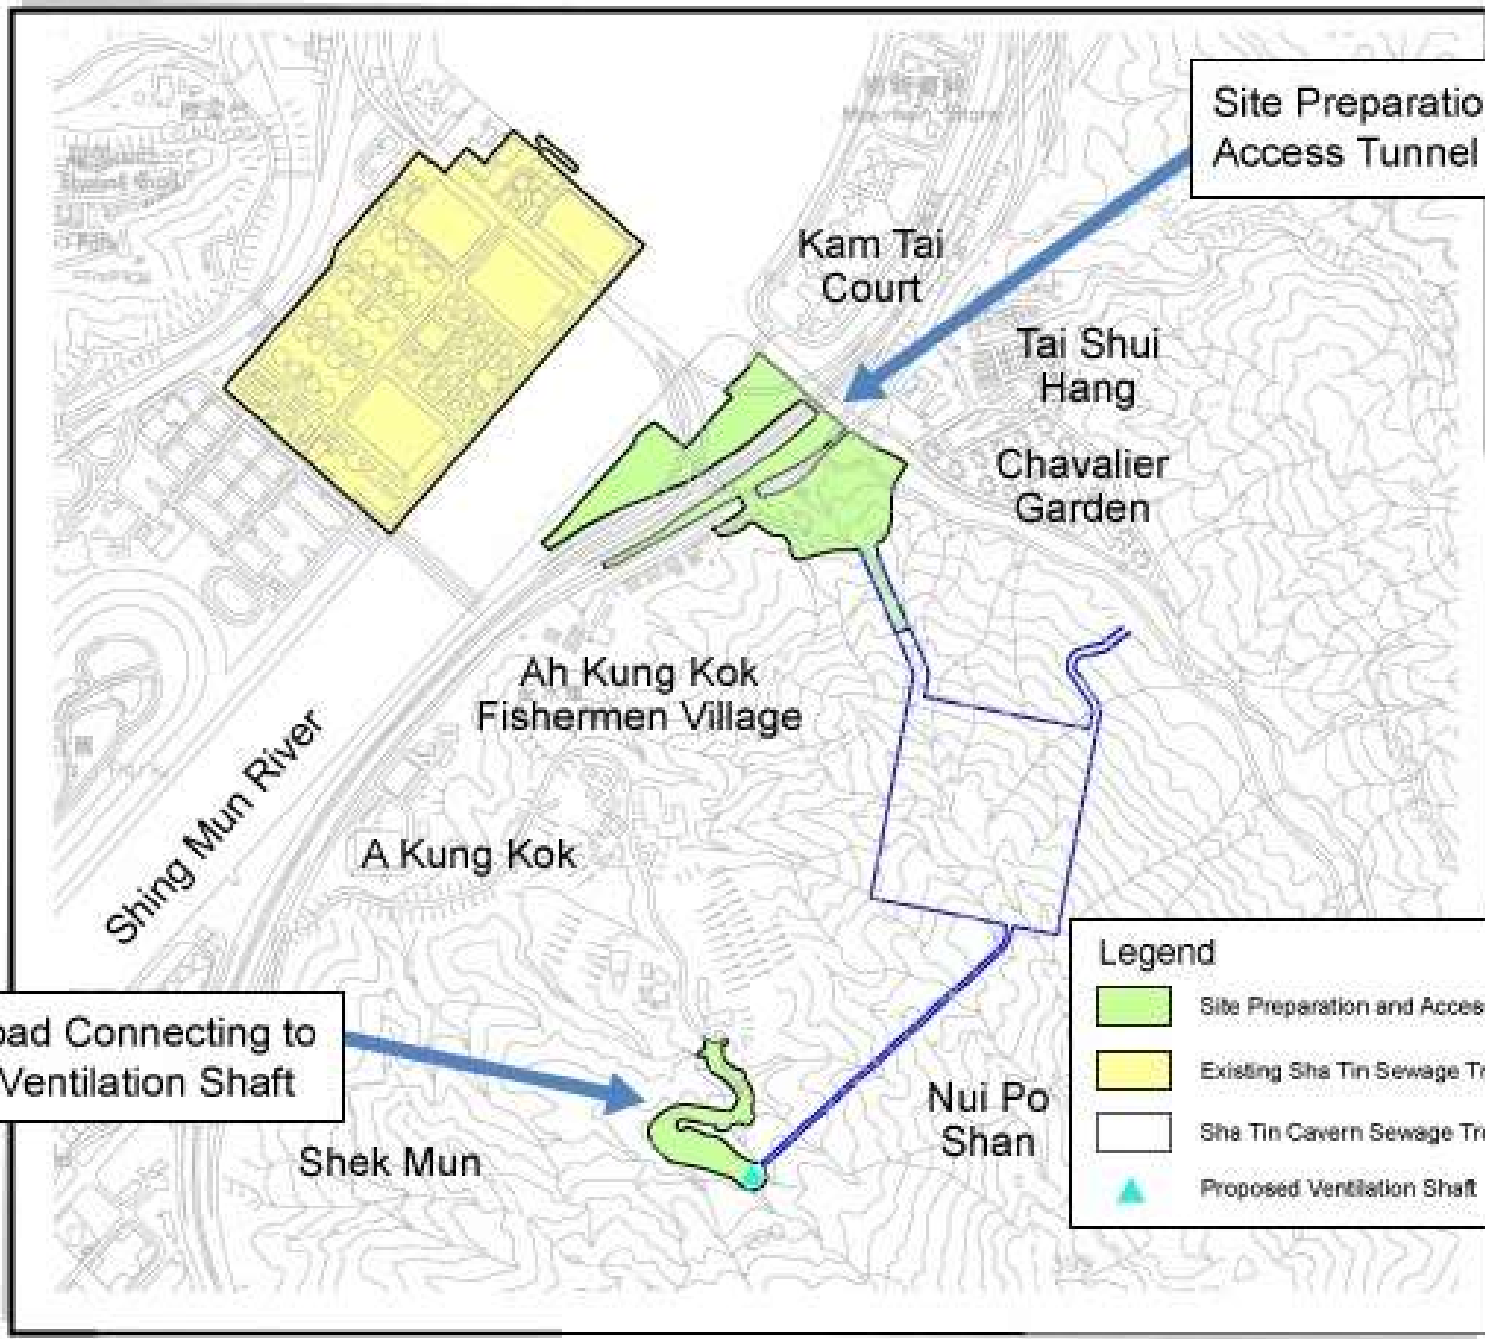 Site Preparatio
Access Tunnel
Kam Tai
Court
Tai Shui
Hang
Chavalier
Garden
Ah Kung Kok
Fishermen Village
Shing Mun River
A Kung Kok
oad Connecting to
Ventilation Shaft
Shek Mun
Nui Po
Shan
Legend
Site Preparation and Acces
Existing Sha Tin Sewage Tr
Sha Tin Cavern Sewage Tre
Proposed Ventilation Shaft